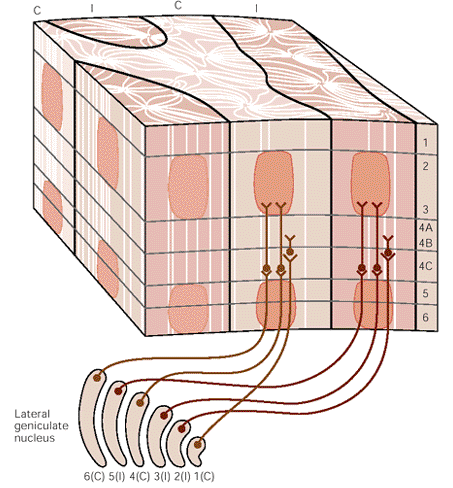 C I C I
1
2
3
4A
4B
4C
5
6
Lateral
geniculate
nucleus
6(C) 5(I) 4(C) 3(I) 2(I) 1(C)